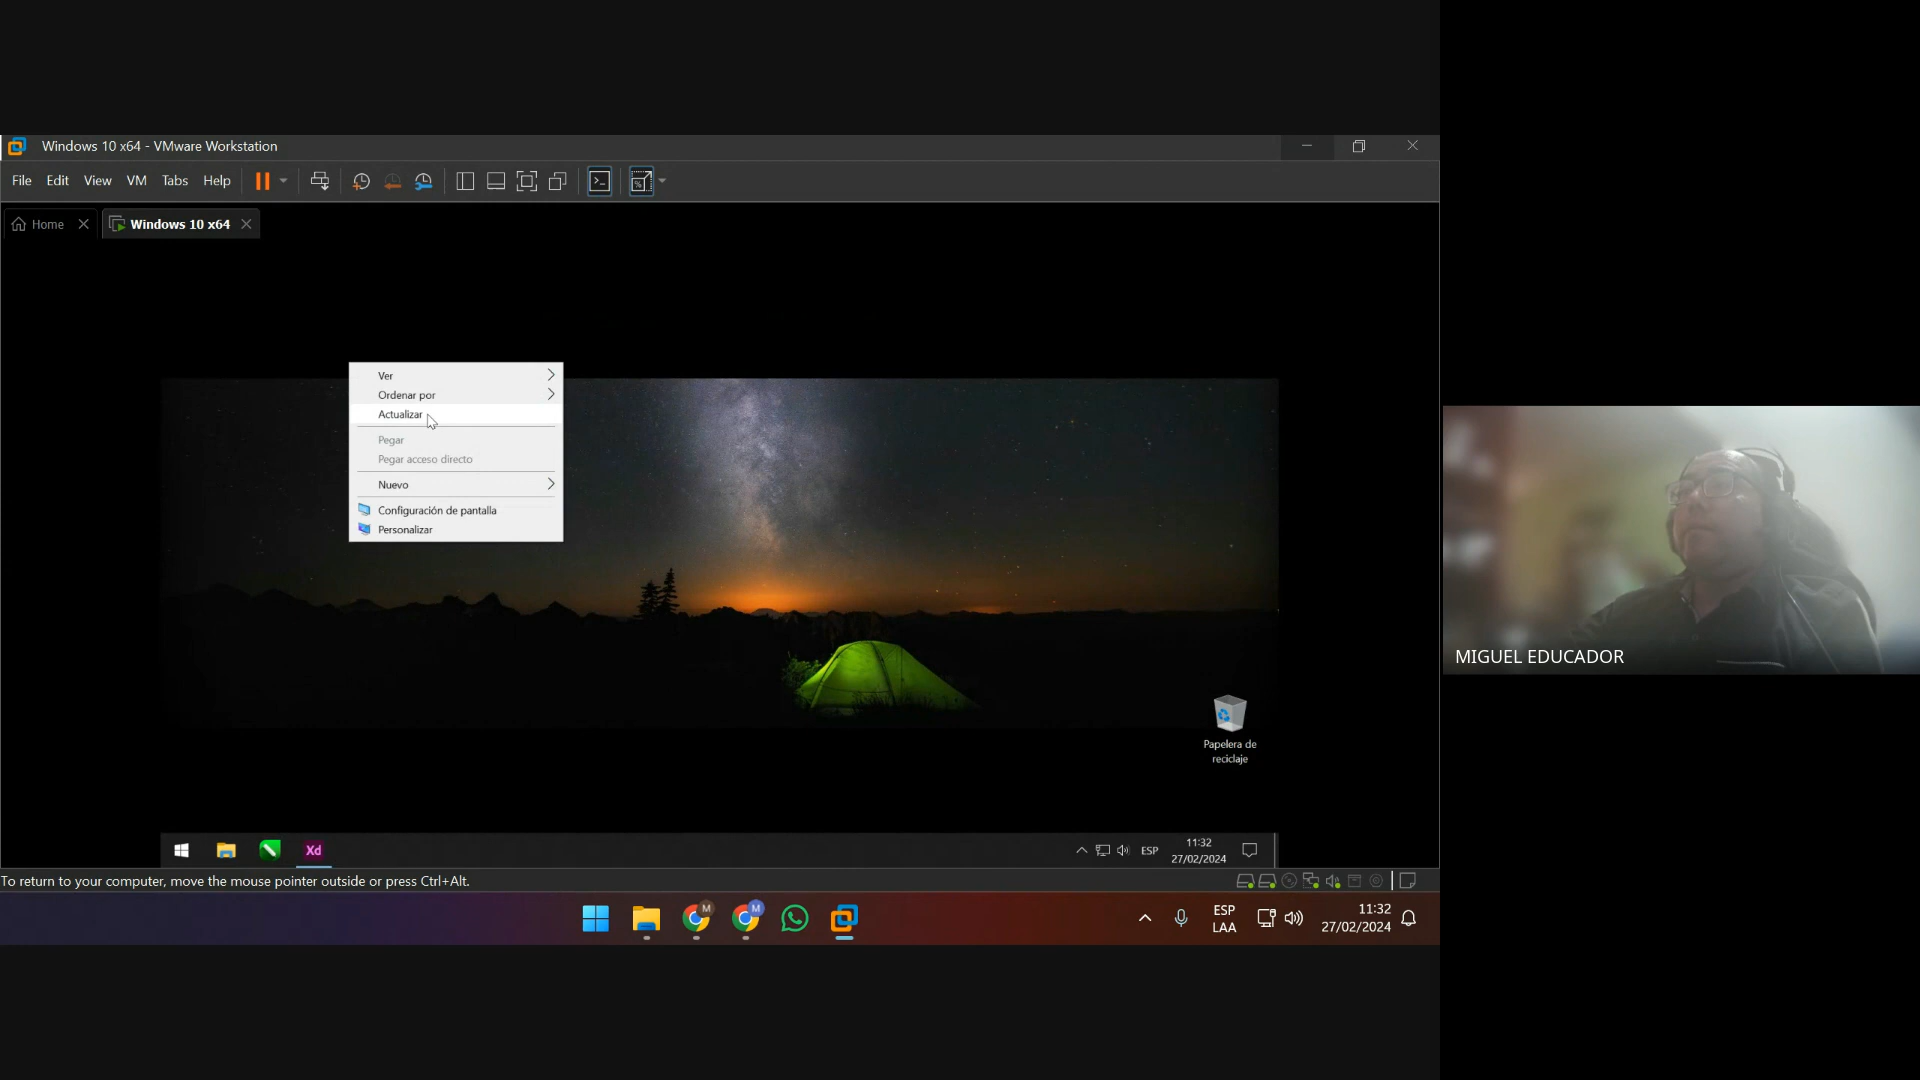 Windows 10 x64 - VMware Workstation
File Edit View VM Tabs Help
Home Windows 10 x64
Ver
Ordenar por
Actualizar
Pegar
Pegar acceso directo
Nuevo
Configuración de pantalla
Personalizar
MIGUEL EDUCADOR
Papelera de
reciclaje
Xd
ESP
11:32
27/02/2024
To return to your computer, move the mouse pointer outside or press Ctrl+Alt.
M
M
ESP
LAA
11:32
27/02/2024